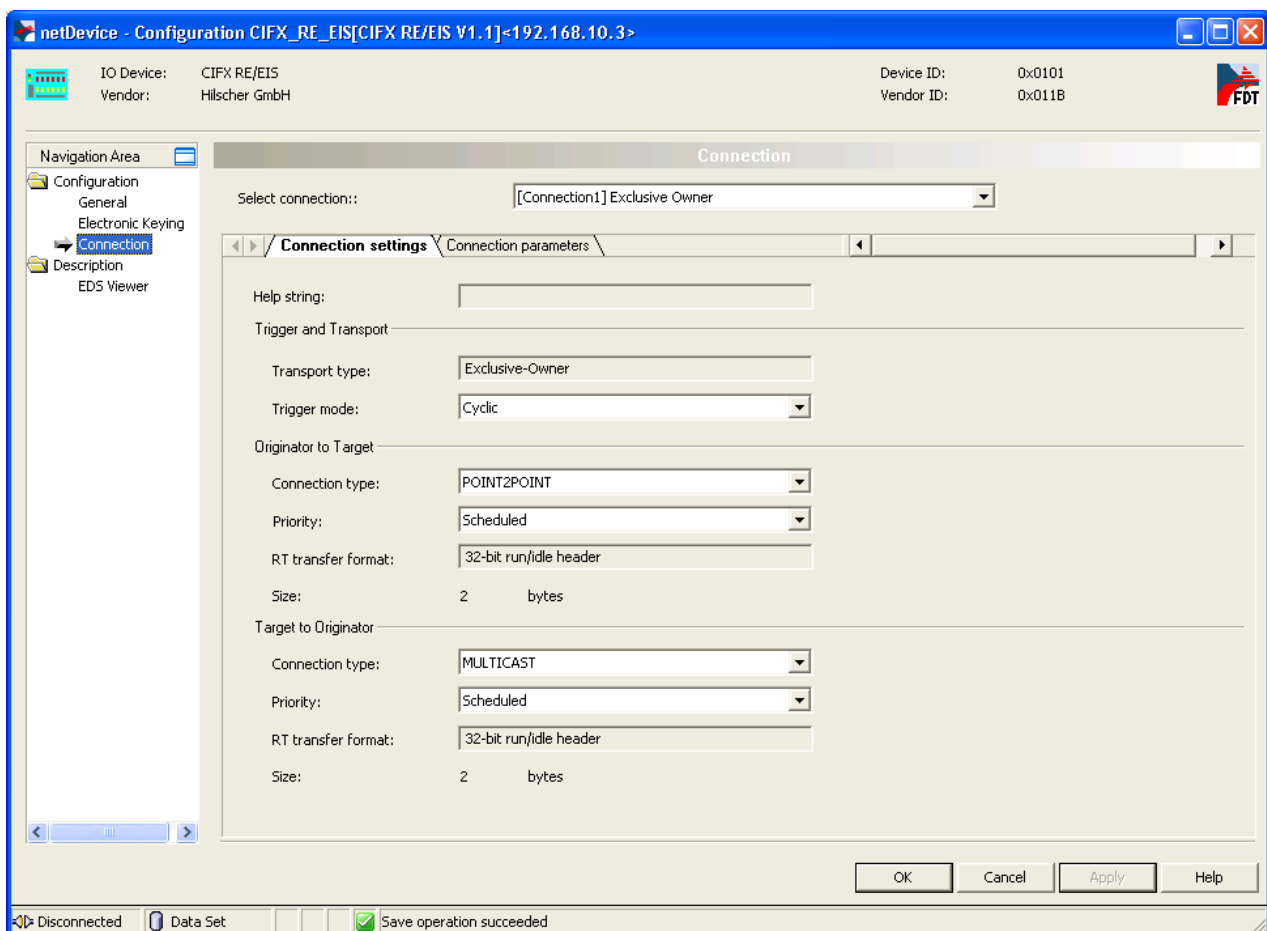 netDevice - Configuration CIFX_RE_EIS[CIFX RE/EIS V1.1]<192.168.10.3>
IO Device: CIFX RE/EIS Device ID: 0x0101
Vendor: Hilscher GmbH Vendor ID: 0x011B
FDT
Navigation Area
Connection
Configuration
General
Electronic Keying
Connection
Description
EDS Viewer
Select connection:: [Connection1] Exclusive Owner
Connection settings Connection parameters
Help string:
Trigger and Transport
Transport type: Exclusive-Owner
Trigger mode: Cyclic
Originator to Target
Connection type: POINT2POINT
Priority: Scheduled
RT transfer format: 32-bit run/idle header
Size: 2 bytes
Target to Originator
Connection type: MULTICAST
Priority: Scheduled
RT transfer format: 32-bit run/idle header
Size: 2 bytes
OK Cancel Apply Help
Disconnected Data Set Save operation succeeded